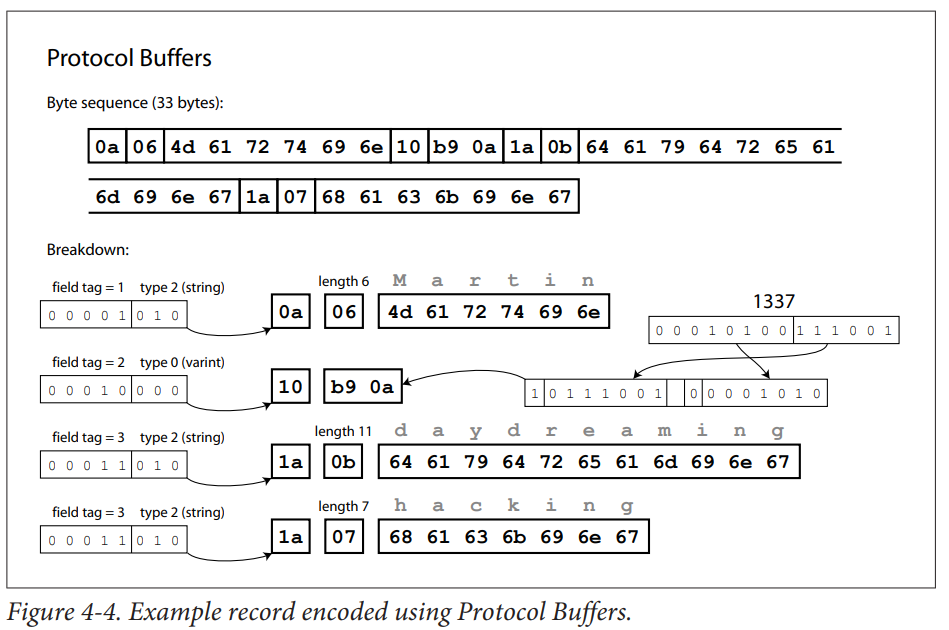 Protocol Buffers
Byte sequence (33 bytes):
0a 06 4d 61 72 74 69 6e 10 b9 0a 1a 0b 64 61 79 64 72 65 61
6d 69 6e 67 1a 07 68 61 63 6b 69 6e 67
Breakdown:
field tag = 1 type 2 (string) length 6 M a r t i n
0 0 0 0 1 0 1 0 0a 06 4d 61 72 74 69 6e
1337
0 0 0 1 0 1 0 0 1 1 1 0 0 1
field tag = 2 type 0 (varint)
0 0 0 1 0 0 0 0 10 b9 0a 1 0 1 1 1 0 0 1 0 0 0 0 1 0 1 0
field tag = 3 type 2 (string) length 11 d a y d r e a m i n g
0 0 0 1 1 0 1 0 1a 0b 64 61 79 64 72 65 61 6d 69 6e 67
field tag = 3 type 2 (string) length 7 h a c k i n g
0 0 0 1 1 0 1 0 1a 07 68 61 63 6b 69 6e 67
Figure 4-4. Example record encoded using Protocol Buffers.